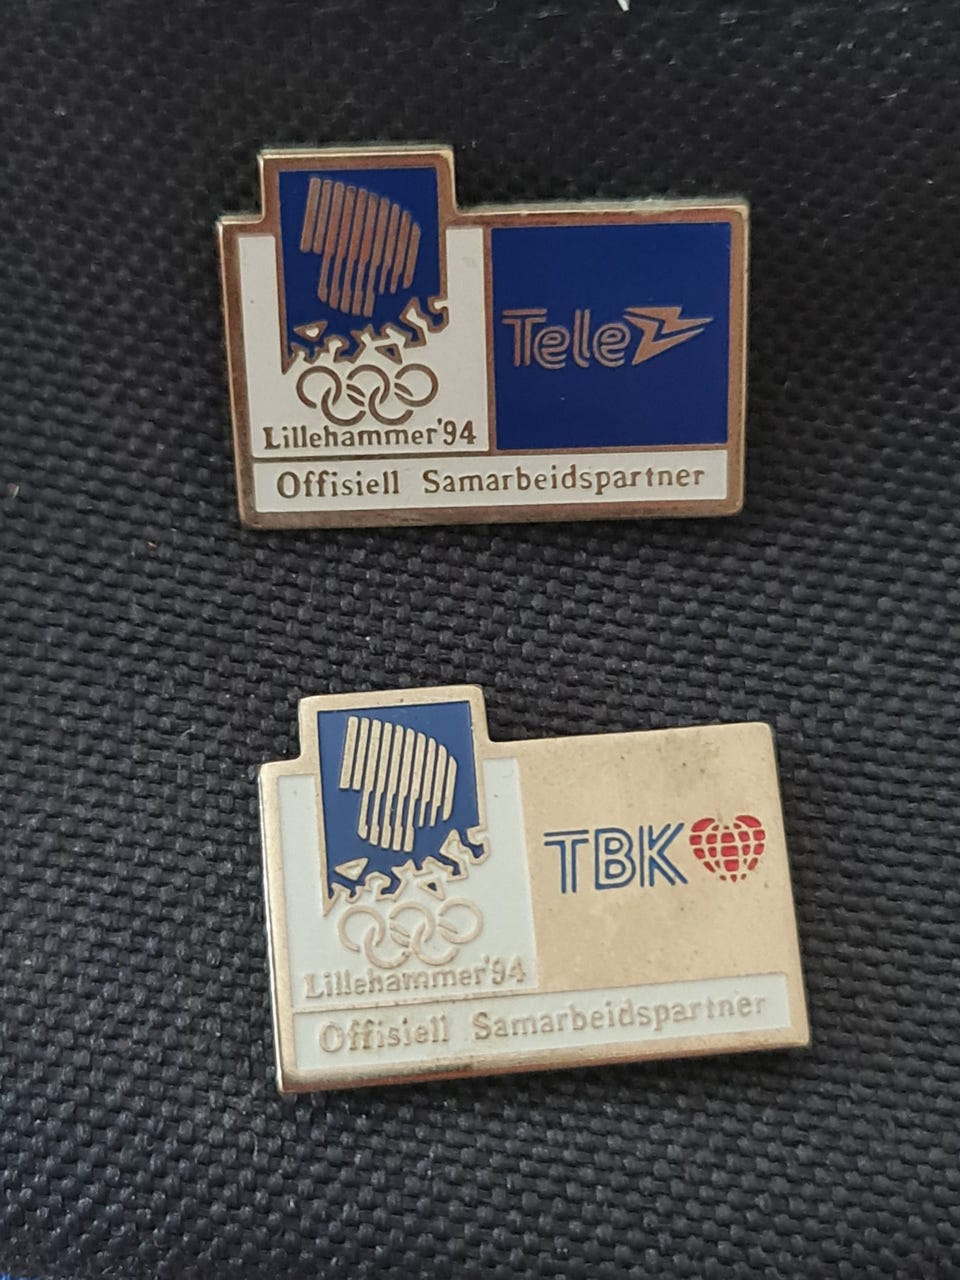 Tele
Lillehammer'94
Offisiell Samarbeidspartner
TBK
Lillehammer'94
Offisiell Samarbeidspartner